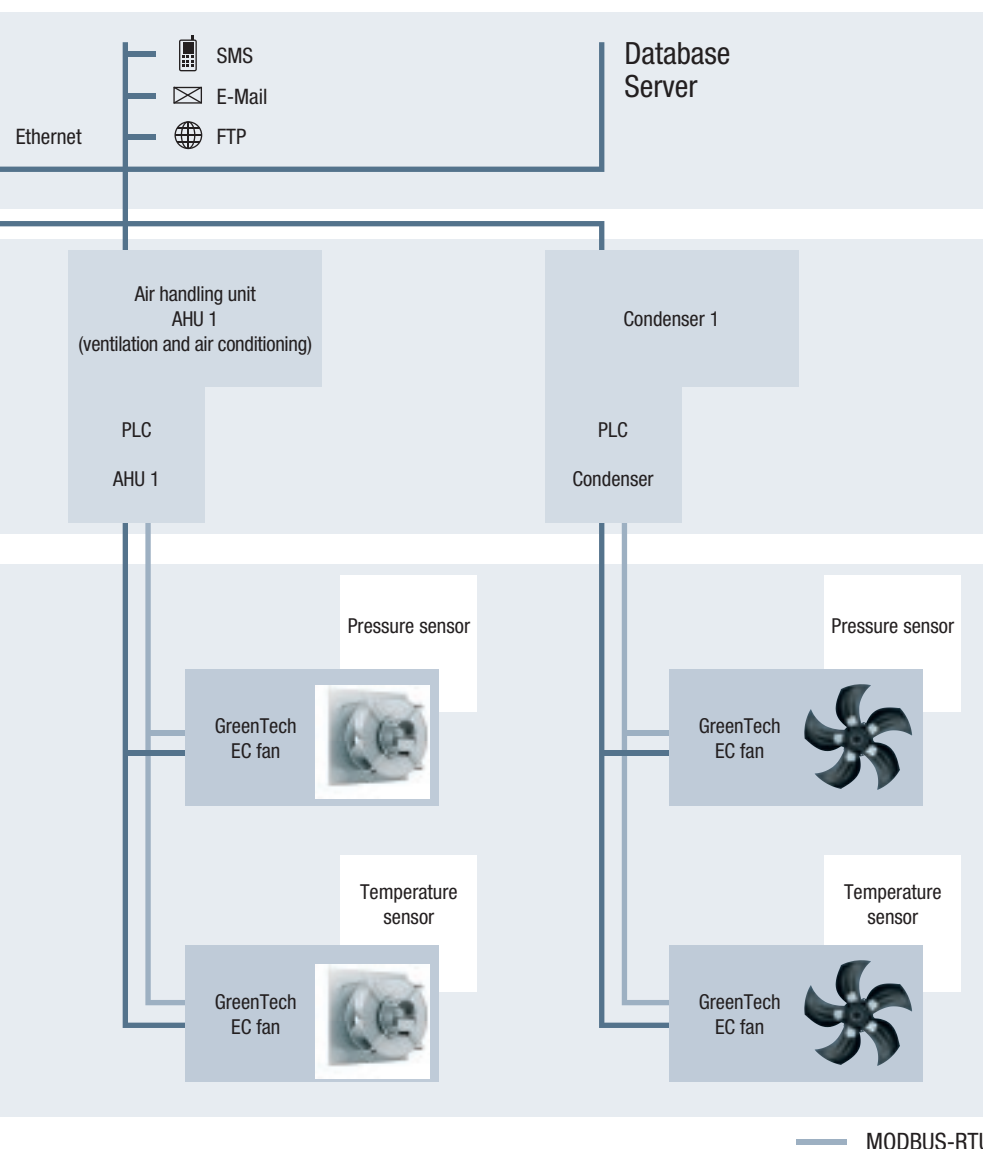 SMS
E-Mail
Ethernet
FTP
Database
Server
Air handling unit
AHU 1
(ventilation and air conditioning)
PLC
AHU 1
Condenser 1
PLC
Condenser
Pressure sensor
GreenTech
EC fan
Pressure sensor
GreenTech
EC fan
Temperature
sensor
GreenTech
EC fan
Temperature
sensor
GreenTech
EC fan
MODBUS-RTU